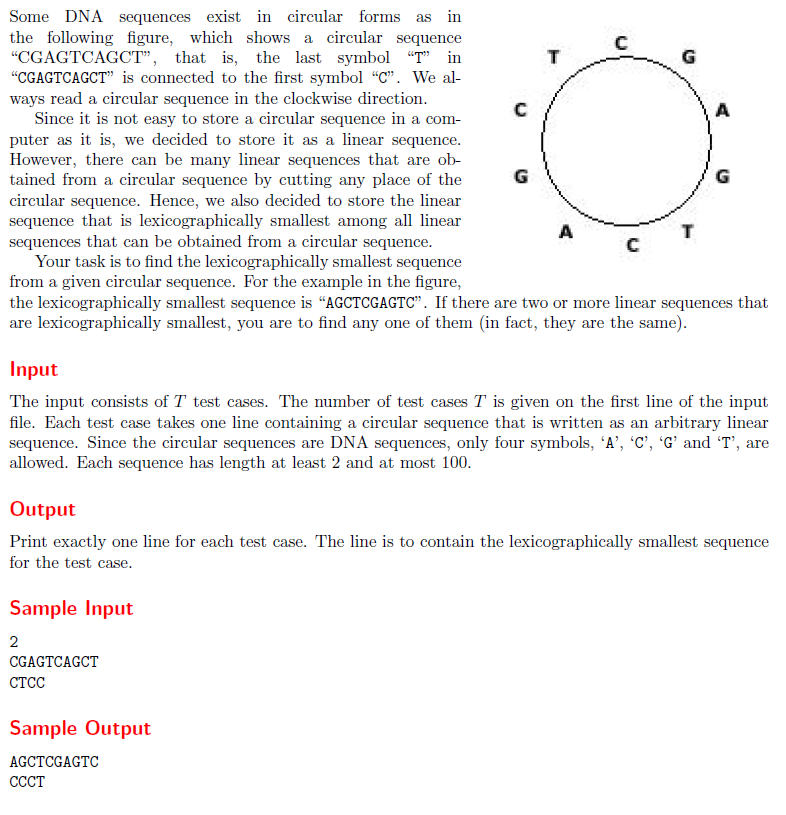 Some DNA sequences exist in circular forms as in
the following figure, which shows a circular sequence
“CGAGTCAGCT”, that is, the last symbol “T” in
“CGAGTCAGCT” is connected to the first symbol “C”. We al-
ways read a circular sequence in the clockwise direction.
Since it is not easy to store a circular sequence in a com-
puter as it is, we decided to store it as a linear sequence.
However, there can be many linear sequences that are ob-
tained from a circular sequence by cutting any place of the
circular sequence. Hence, we also decided to store the linear
sequence that is lexicographically smallest among all linear
sequences that can be obtained from a circular sequence.
Your task is to find the lexicographically smallest sequence
from a given circular sequence. For the example in the figure,
the lexicographically smallest sequence is “AGCTCGAGTC”. If there are two or more linear sequences that
are lexicographically smallest, you are to find any one of them (in fact, they are the same).
C
G
A
G
T
C
A
G
C
T
Input
The input consists of T test cases. The number of test cases T is given on the first line of the input
file. Each test case takes one line containing a circular sequence that is written as an arbitrary linear
sequence. Since the circular sequences are DNA sequences, only four symbols, ‘A’, ‘C’, ‘G’ and ‘T’, are
allowed. Each sequence has length at least 2 and at most 100.
Output
Print exactly one line for each test case. The line is to contain the lexicographically smallest sequence
for the test case.
Sample Input
2
CGAGTCAGCT
CTCC
Sample Output
AGCTCGAGTC
CCCT